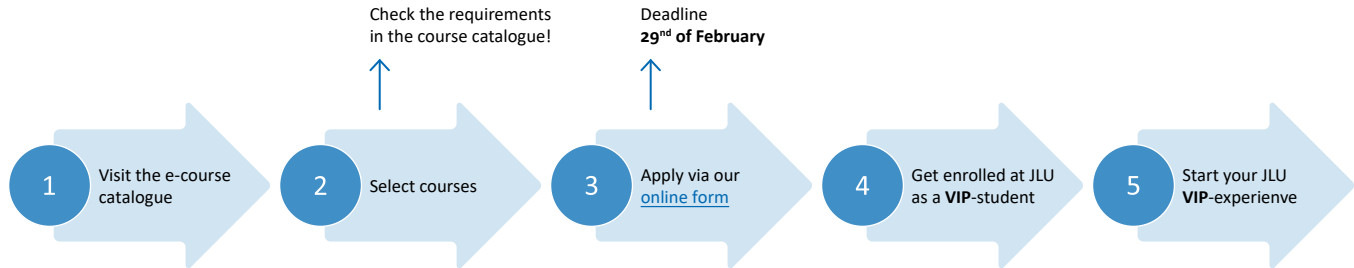 Check the requirements
in the course catalogue!
Deadline
29nd of February
1
Visit the e-course
catalogue
2
Select courses
3
Apply via our
online form
4
Get enrolled at JLU
as a VIP-student
5
Start your JLU
VIP-experienve